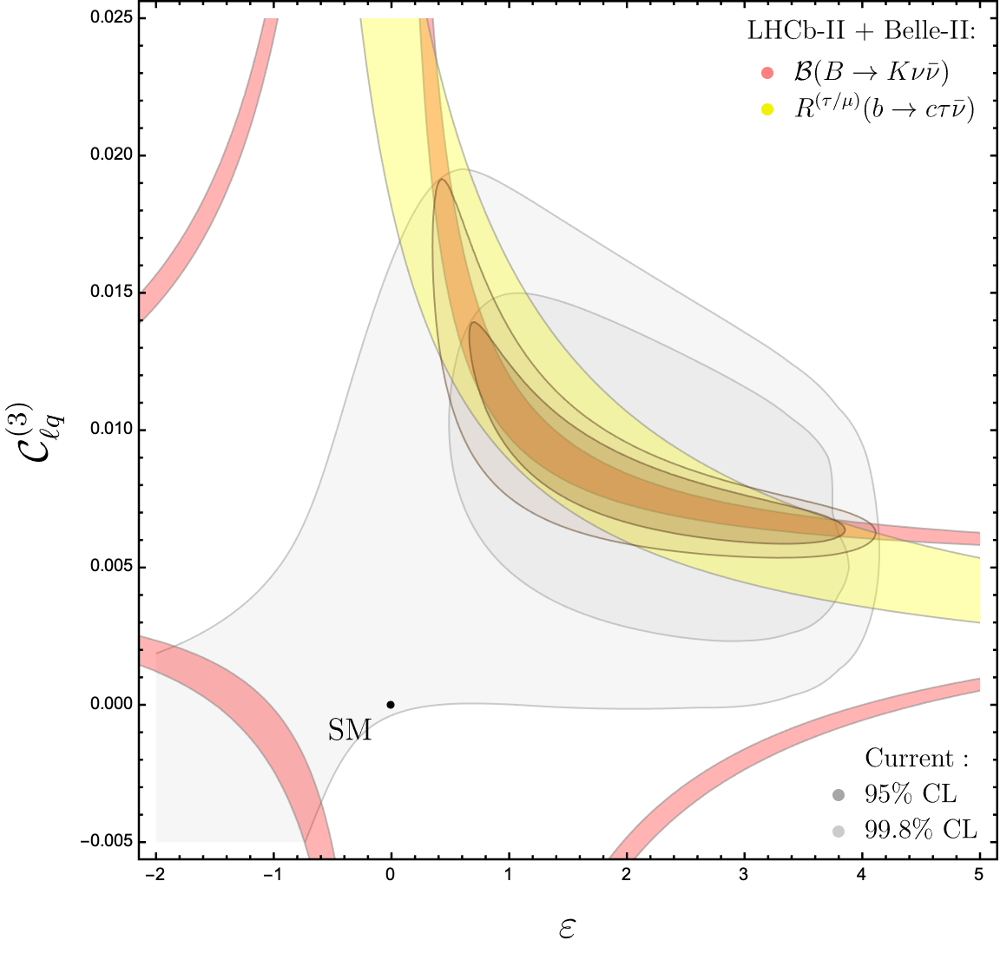 LHCb-II + Belle-II:
𝓑(B → Kνν̄)
R^(τ/μ)(b → cτν̄)
0.025
0.020
0.015
0.010
0.005
0.000
−0.005
𝒞_ℓq^(3)
SM
Current :
95% CL
99.8% CL
−2 −1 0 1 2 3 4 5
ε